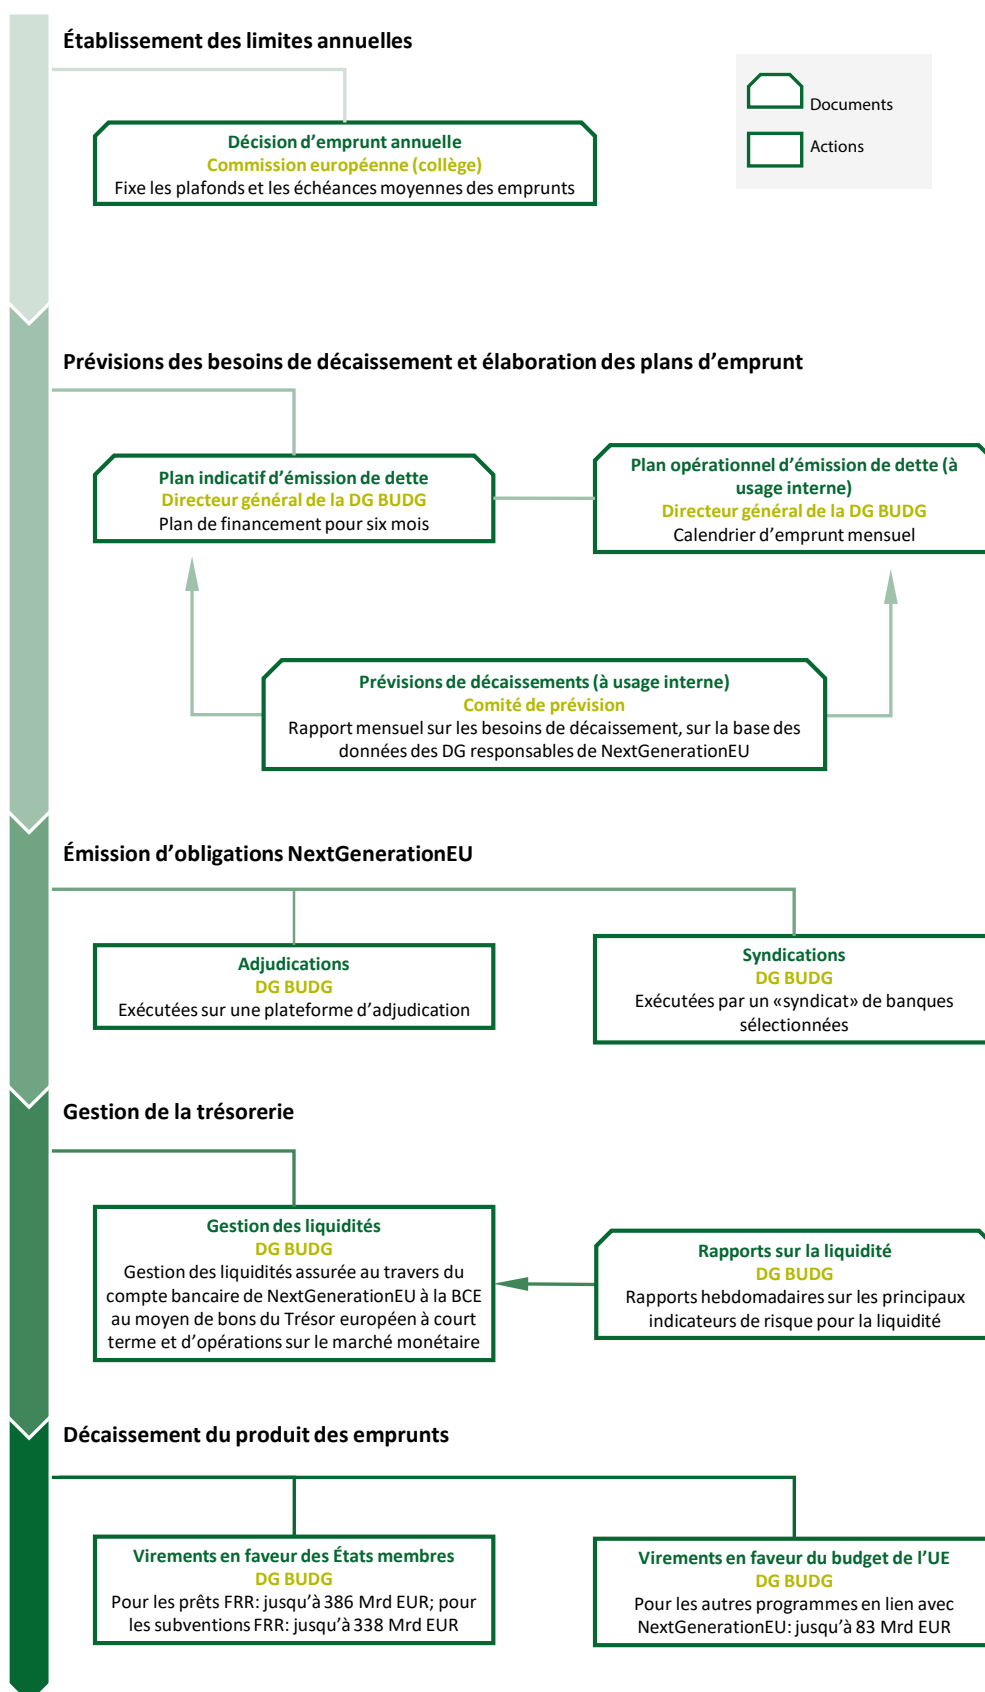 Établissement des limites annuelles
Documents
Actions
Décision d'emprunt annuelle
Commission européenne (collège)
Fixe les plafonds et les échéances moyennes des emprunts
Prévisions des besoins de décaissement et élaboration des plans d'emprunt
Plan indicatif d'émission de dette
Directeur général de la DG BUDG
Plan de financement pour six mois
Plan opérationnel d'émission de dette (à
usage interne)
Directeur général de la DG BUDG
Calendrier d'emprunt mensuel
Prévisions de décaissements (à usage interne)
Comité de prévision
Rapport mensuel sur les besoins de décaissement, sur la base des
données des DG responsables de NextGenerationEU
Émission d'obligations NextGenerationEU
Adjudications
DG BUDG
Exécutées sur une plateforme d'adjudication
Syndications
DG BUDG
Exécutées par un «syndicat» de banques
sélectionnées
Gestion de la trésorerie
Gestion des liquidités
DG BUDG
Gestion des liquidités assurée au travers du
compte bancaire de NextGenerationEU à la BCE
au moyen de bons du Trésor européen à court
terme et d'opérations sur le marché monétaire
Rapports sur la liquidité
DG BUDG
Rapports hebdomadaires sur les principaux
indicateurs de risque pour la liquidité
Décaissement du produit des emprunts
Virements en faveur des États membres
DG BUDG
Pour les prêts FRR: jusqu'à 386 Mrd EUR; pour
les subventions FRR: jusqu'à 338 Mrd EUR
Virements en faveur du budget de l'UE
DG BUDG
Pour les autres programmes en lien avec
NextGenerationEU: jusqu'à 83 Mrd EUR